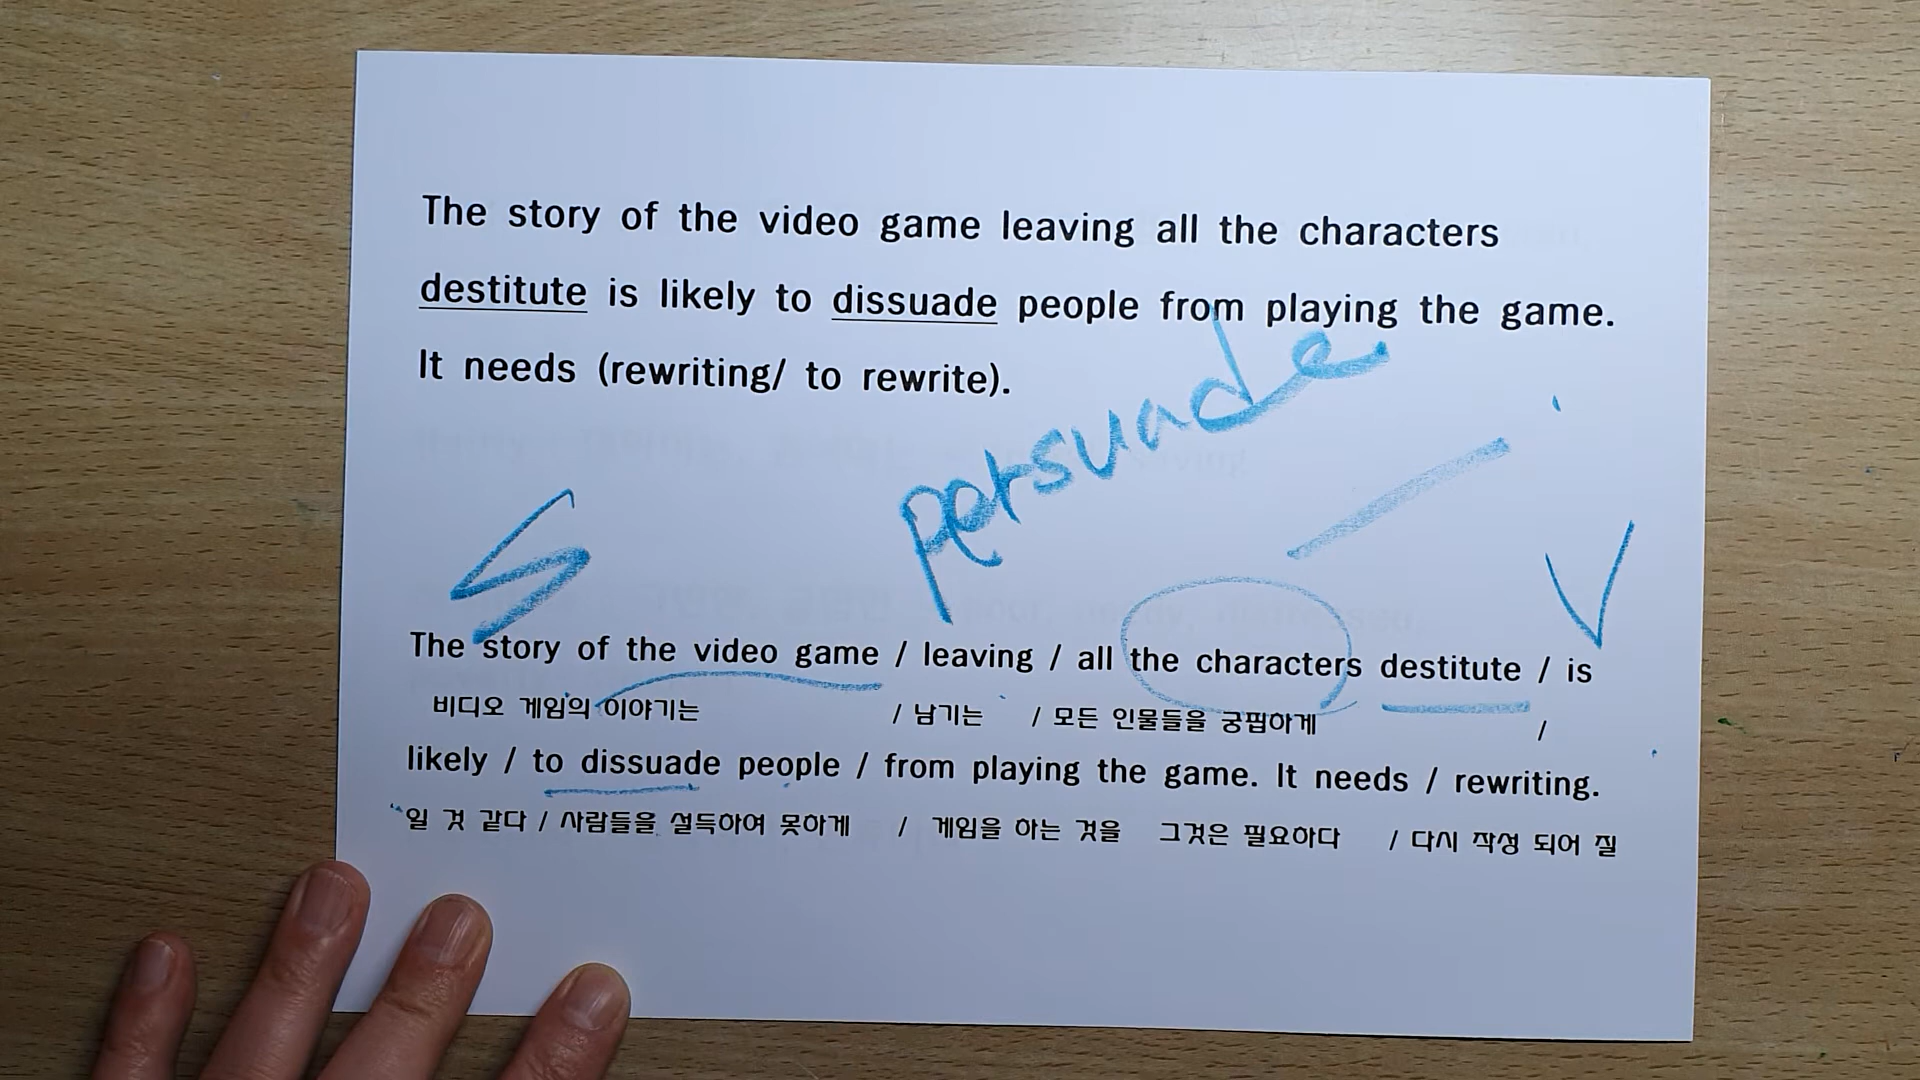 The story of the video game leaving all the characters
destitute is likely to dissuade people from playing the game.
It needs (rewriting/ to rewrite).
persuade
S
V
The story of the video game / leaving / all the characters destitute / is
비디오 게임의 이야기는 / 남기는 / 모든 인물들을 궁핍하게 /
likely / to dissuade people / from playing the game. It needs / rewriting.
일 것 같다 / 사람들을 설득하여 못하게 / 게임을 하는 것을 그것은 필요하다 / 다시 작성 되어 질